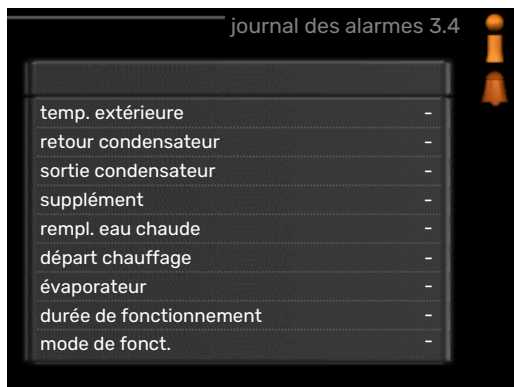 journal des alarmes 3.4
temp. extérieure -
retour condensateur -
sortie condensateur -
supplément -
rempl. eau chaude -
départ chauffage -
évaporateur -
durée de fonctionnement -
mode de fonct. -